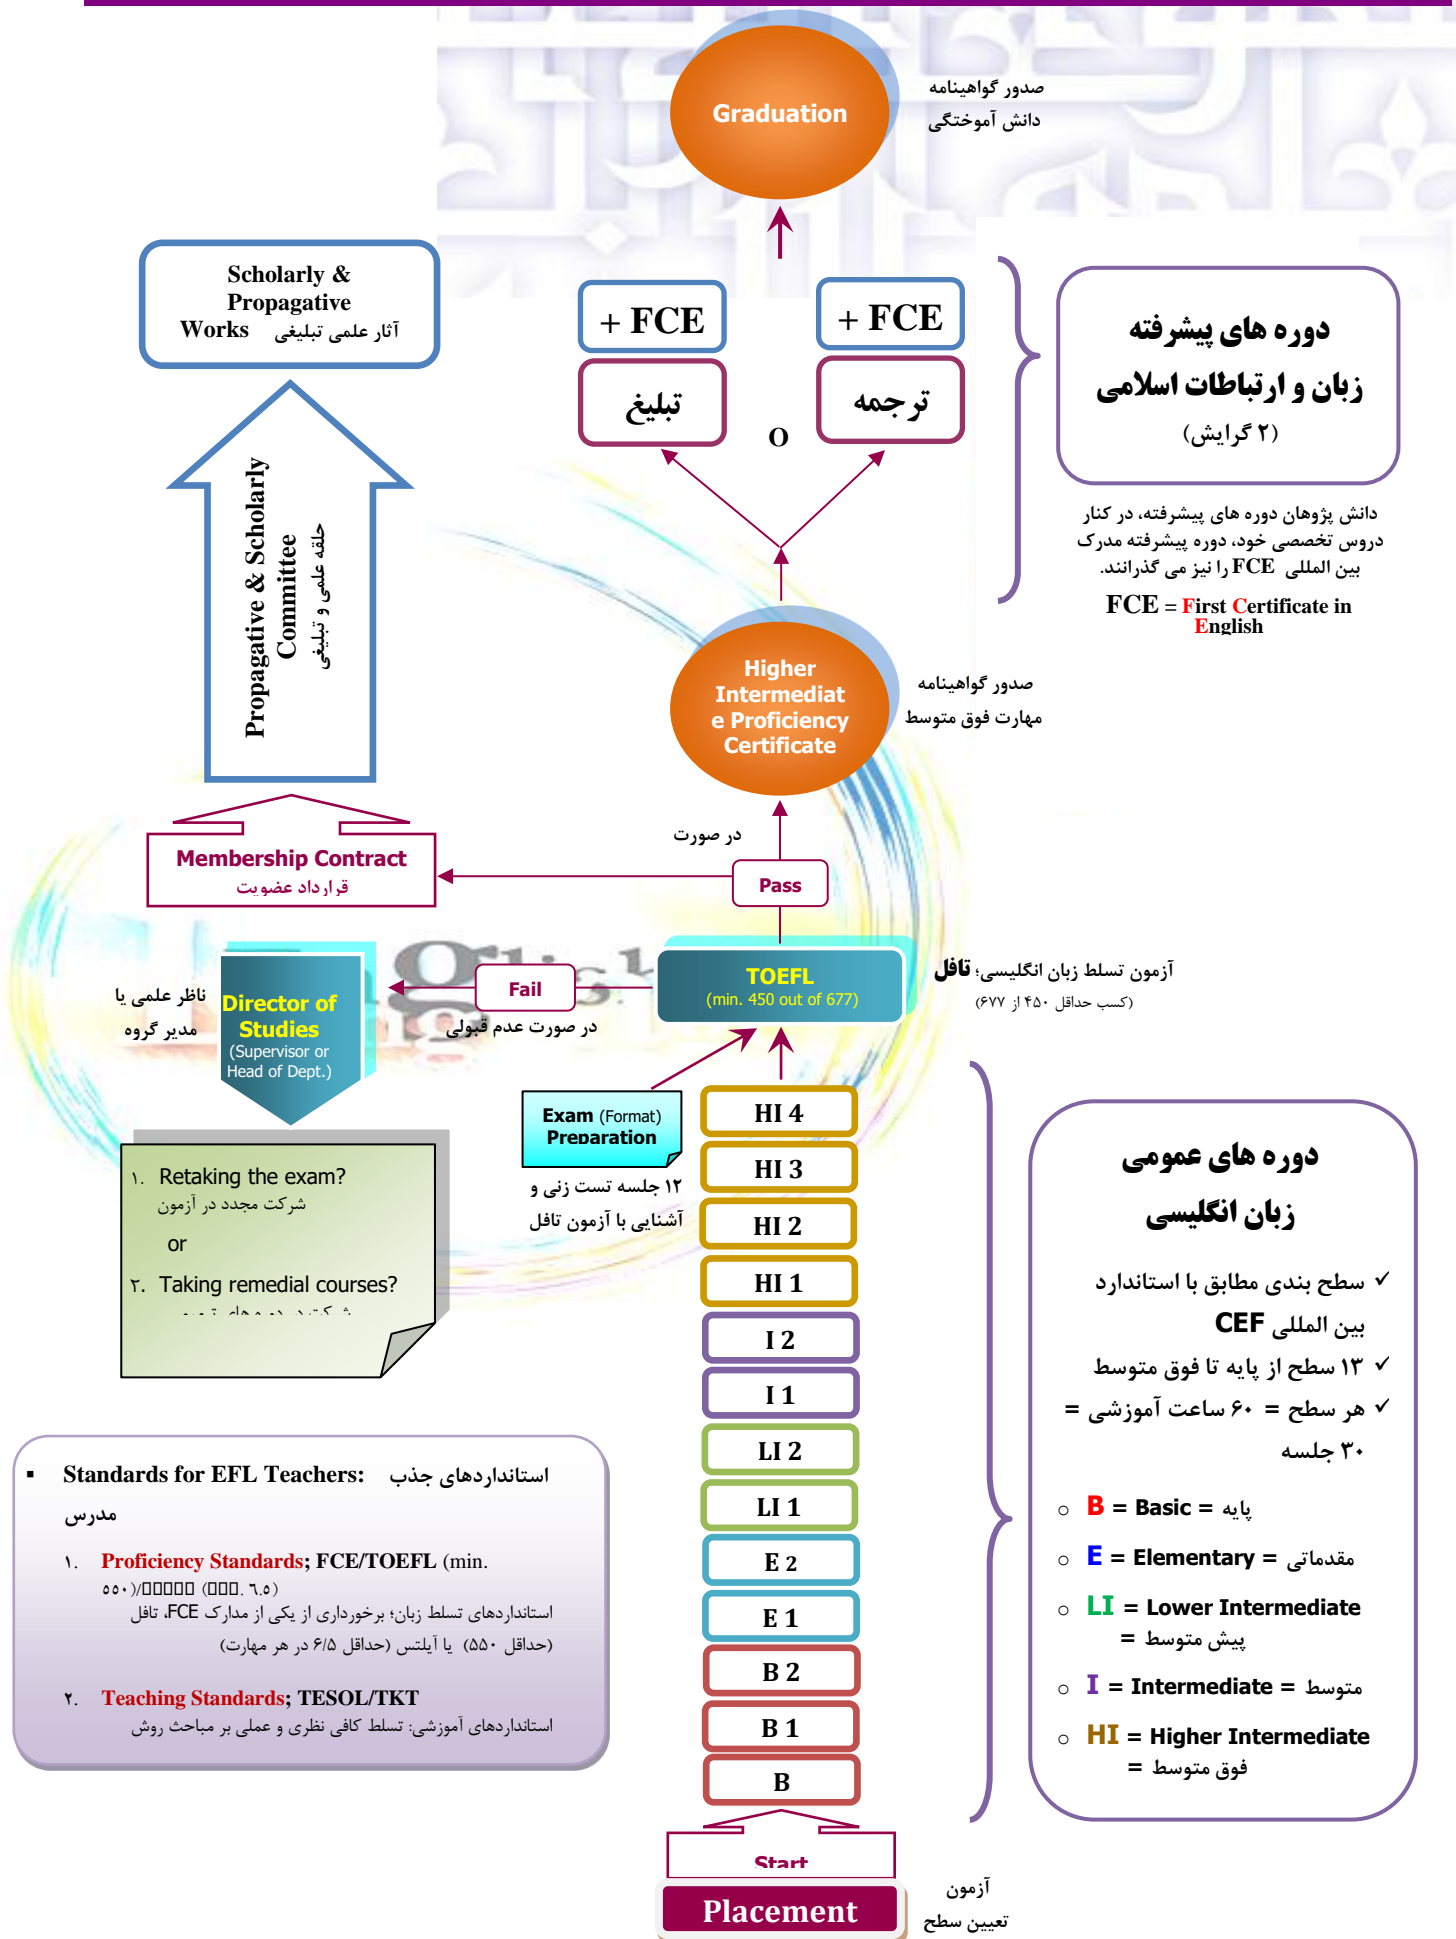 Graduation
صدور گواهینامه
دانش آموختگی
Scholarly &
Propagative
Works آثار علمی تبلیغی
+ FCE
+ FCE
تبلیغ
ترجمه
O
دوره های پیشرفته
زبان و ارتباطات اسلامی
(۲ گرایش)
دانش پژوهان دوره های پیشرفته، در کنار
دروس تخصصی خود، دوره پیشرفته مدرک
بین المللی FCE را نیز می گذرانند.
FCE = First Certificate in
English
Propagative & Scholarly
Committee
حلقه علمی و تبلیغی
Higher
Intermediat
e Proficiency
Certificate
صدور گواهینامه
مهارت فوق متوسط
در صورت
Pass
Membership Contract
قرارداد عضویت
TOEFL
(min. 450 out of 677)
آزمون تسلط زبان انگلیسی؛ تافل
(کسب حداقل ۴۵۰ از ۶۷۷)
Fail
در صورت عدم قبولی
Director of
Studies
(Supervisor or
Head of Dept.)
ناظر علمی یا
مدیر گروه
Exam (Format)
Preparation
۱۲ جلسه تست زنی و
آشنایی با آزمون تافل
۱. Retaking the exam?
شرکت مجدد در آزمون
or
۲. Taking remedial courses?
HI 4
HI 3
HI 2
HI 1
I 2
I 1
LI 2
LI 1
E 2
E 1
B 2
B 1
B
Start
Placement
آزمون
تعیین سطح
دوره های عمومی
زبان انگلیسی
✓ سطح بندی مطابق با استاندارد
بین المللی CEF
✓ ۱۳ سطح از پایه تا فوق متوسط
✓ هر سطح = ۶۰ ساعت آموزشی =
۳۰ جلسه
o B = Basic = پایه
o E = Elementary = مقدماتی
o LI = Lower Intermediate
= پیش متوسط
o I = Intermediate = متوسط
o HI = Higher Intermediate
= فوق متوسط
▪ Standards for EFL Teachers: استانداردهای جذب
مدرس
۱. Proficiency Standards; FCE/TOEFL (min.
٥٥٠)/ ٦.٥)
استانداردهای تسلط زبان؛ برخورداری از یکی از مدارک FCE، تافل
(حداقل ۵۵۰) یا آیلتس (حداقل ۶/۵ در هر مهارت)
۲. Teaching Standards; TESOL/TKT
استانداردهای آموزشی: تسلط کافی نظری و عملی بر مباحث روش